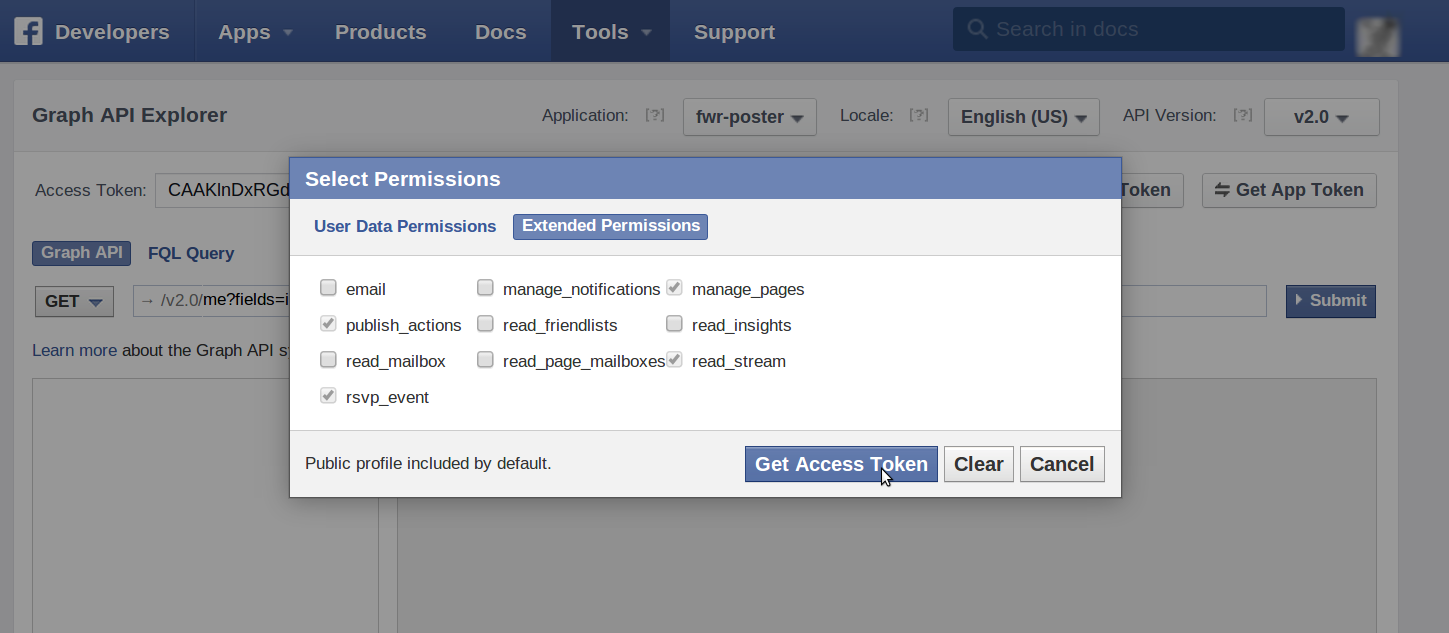 Developers Apps Products Docs Tools Support Search in docs
Graph API Explorer Application: [?] fwr-poster Locale: [?] English (US) API Version: [?] v2.0
Select Permissions
Access Token: CAAKlnDxRGd Token Get App Token
User Data Permissions Extended Permissions
Graph API FQL Query
email manage_notifications manage_pages
GET → /v2.0/me?fields=i Submit
publish_actions read_friendlists read_insights
Learn more about the Graph API s
read_mailbox read_page_mailboxes read_stream
rsvp_event
Public profile included by default. Get Access Token Clear Cancel